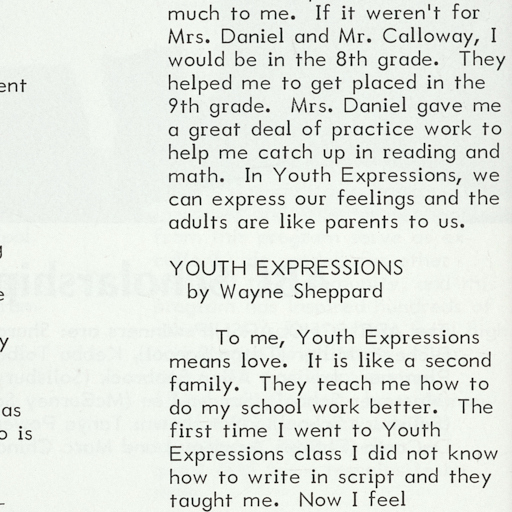 ent
as
is
much to me. If it weren't for
Mrs. Daniel and Mr. Calloway, I
would be in the 8th grade. They
helped me to get placed in the
9th grade. Mrs. Daniel gave me
a great deal of practice work to
help me catch up in reading and
math. In Youth Expressions, we
can express our feelings and the
adults are like parents to us.
YOUTH EXPRESSIONS
by Wayne Sheppard
To me, Youth Expressions
means love. It is like a second
family. They teach me how to
do my school work better. The
first time I went to Youth
Expressions class I did not know
how to write in script and they
taught me. Now I feel